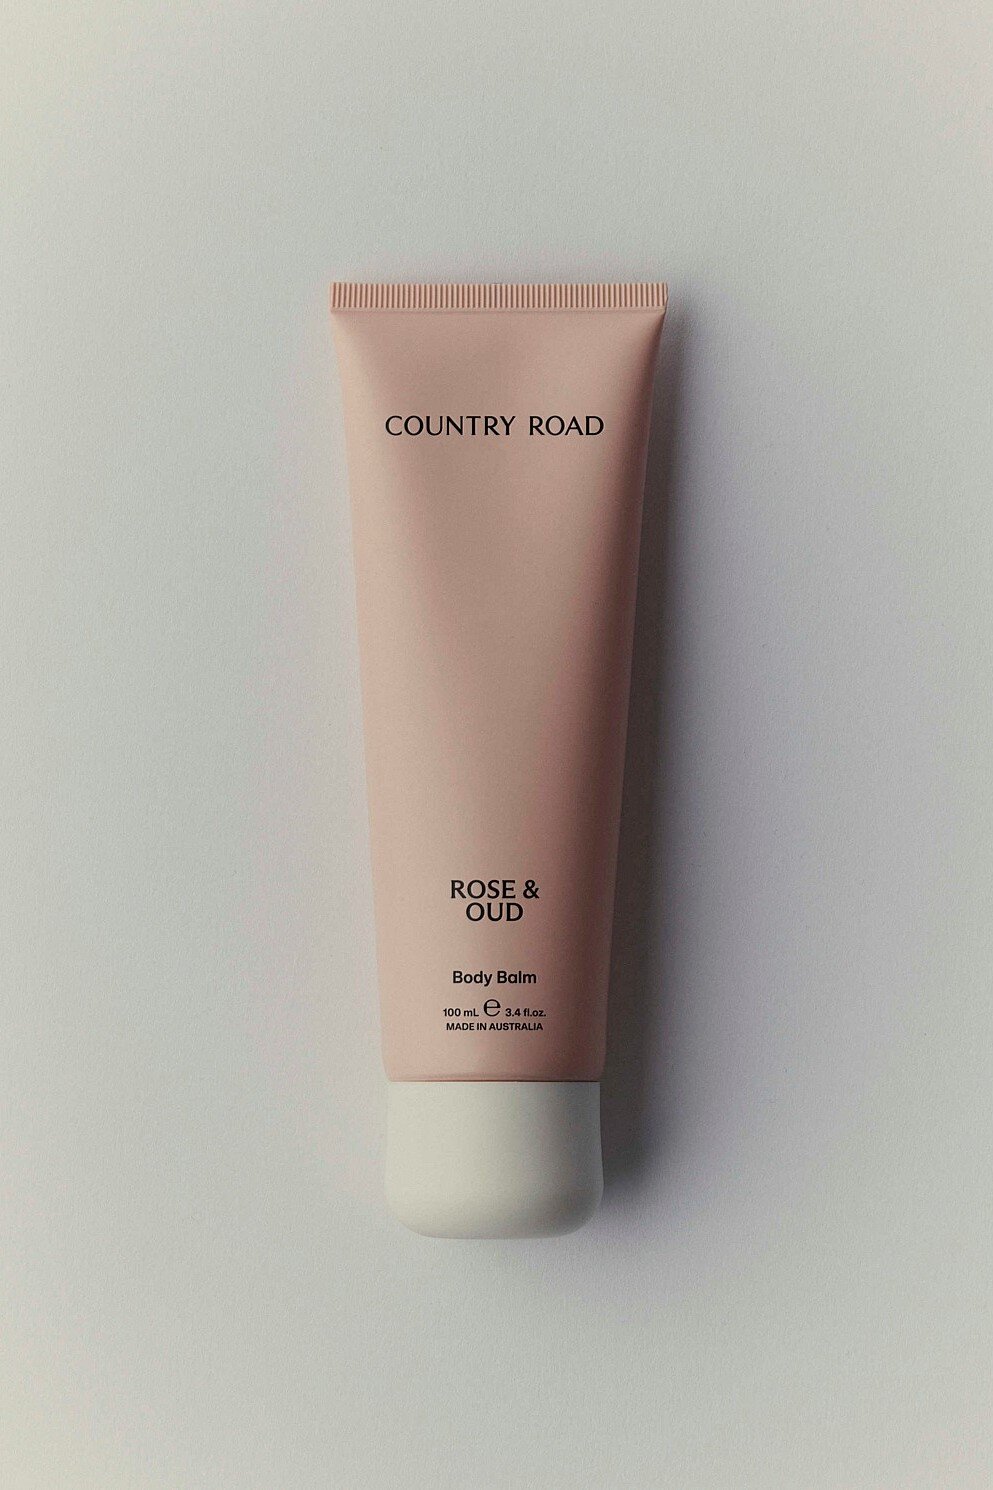 COUNTRY ROAD
ROSE &
OUD
Body Balm
100 mL ℮ 3.4 fl.oz.
MADE IN AUSTRALIA